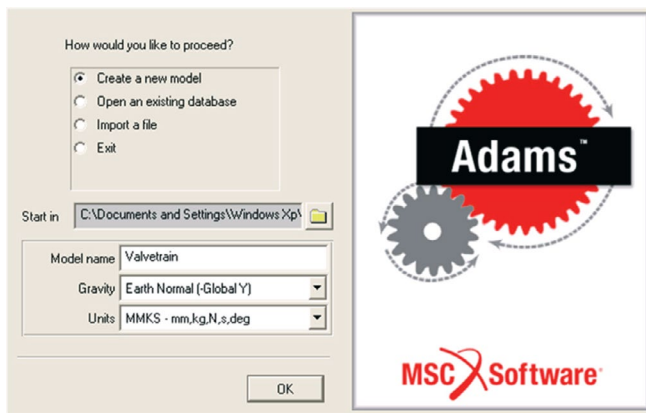 How would you like to proceed?
Create a new model
Open an existing database
Import a file
Exit
Start in C:\Documents and Settings\Windows Xp\
Model name Valvetrain
Gravity Earth Normal (-Global Y)
Units MMKS - mm,kg,N,s,deg
OK
Adams™
MSC Software